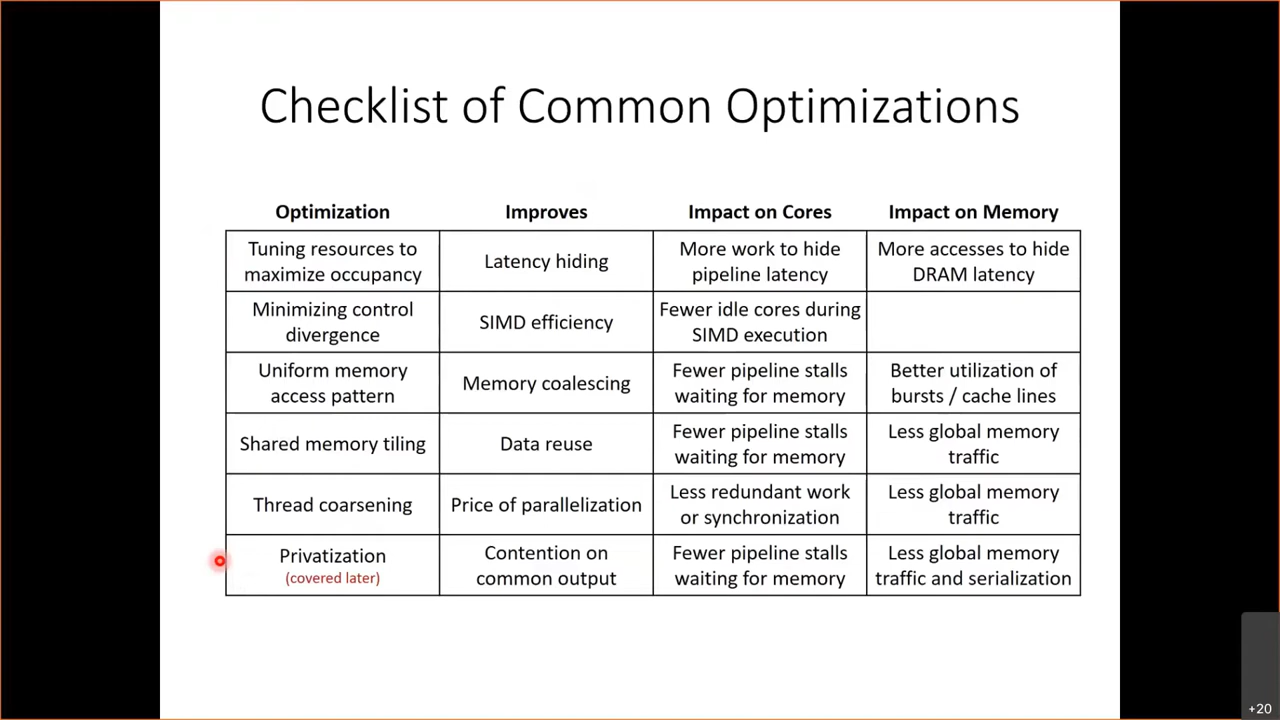 Checklist of Common Optimizations
Optimization Improves Impact on Cores Impact on Memory
Tuning resources to
maximize occupancy
Latency hiding
More work to hide
pipeline latency
More accesses to hide
DRAM latency
Minimizing control
divergence
SIMD efficiency
Fewer idle cores during
SIMD execution
Uniform memory
access pattern
Memory coalescing
Fewer pipeline stalls
waiting for memory
Better utilization of
bursts / cache lines
Shared memory tiling
Data reuse
Fewer pipeline stalls
waiting for memory
Less global memory
traffic
Thread coarsening
Price of parallelization
Less redundant work
or synchronization
Less global memory
traffic
Privatization
(covered later)
Contention on
common output
Fewer pipeline stalls
waiting for memory
Less global memory
traffic and serialization
+20